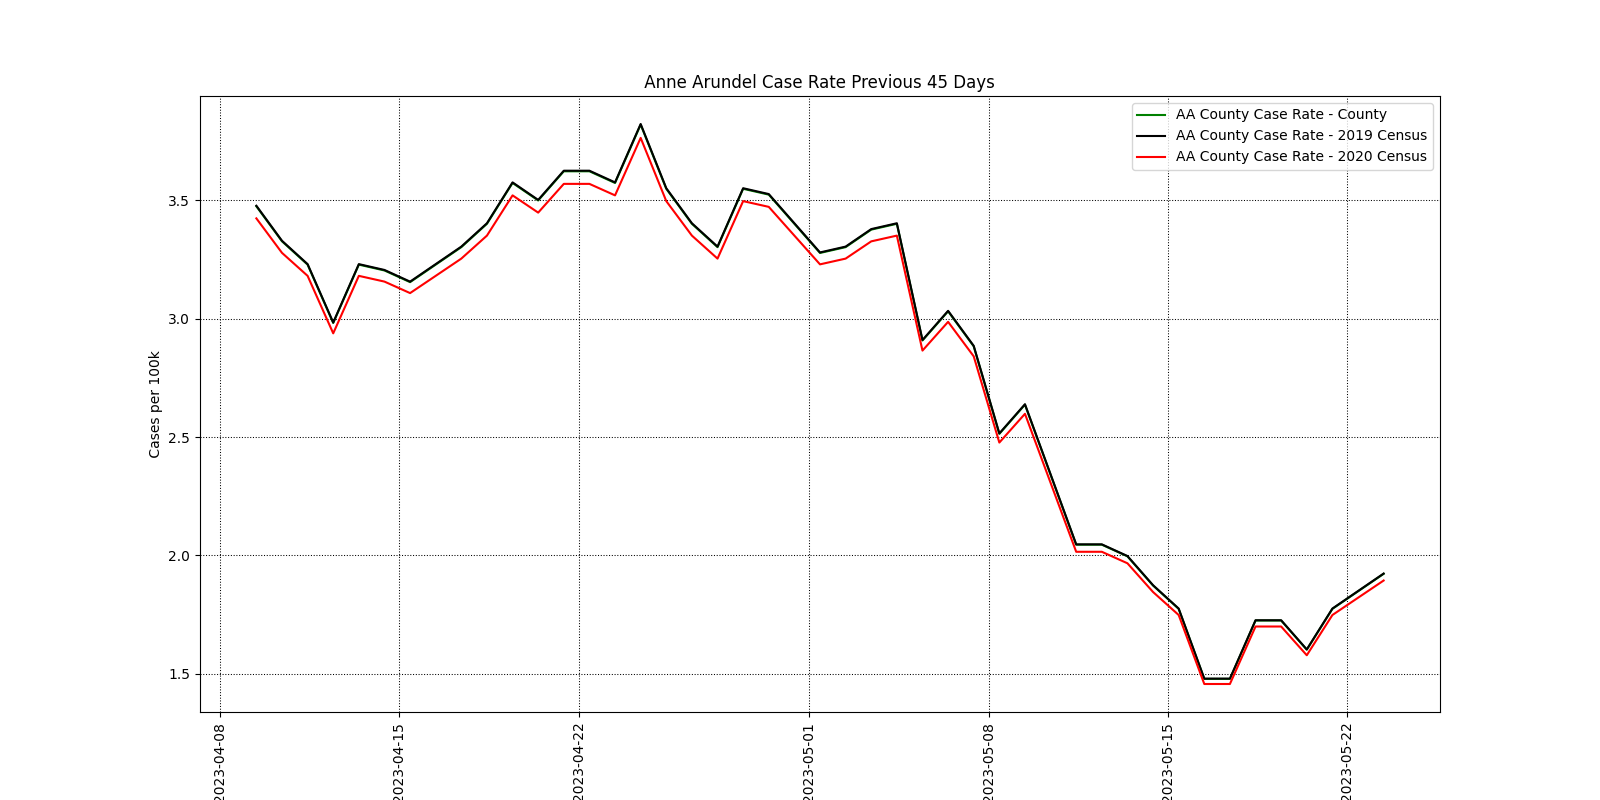 Anne Arundel Case Rate Previous 45 Days
AA County Case Rate - County
AA County Case Rate - 2019 Census
AA County Case Rate - 2020 Census
Cases per 100k
3.5
3.0
2.5
2.0
1.5
2023-04-08
2023-04-15
2023-04-22
2023-05-01
2023-05-08
2023-05-15
2023-05-22